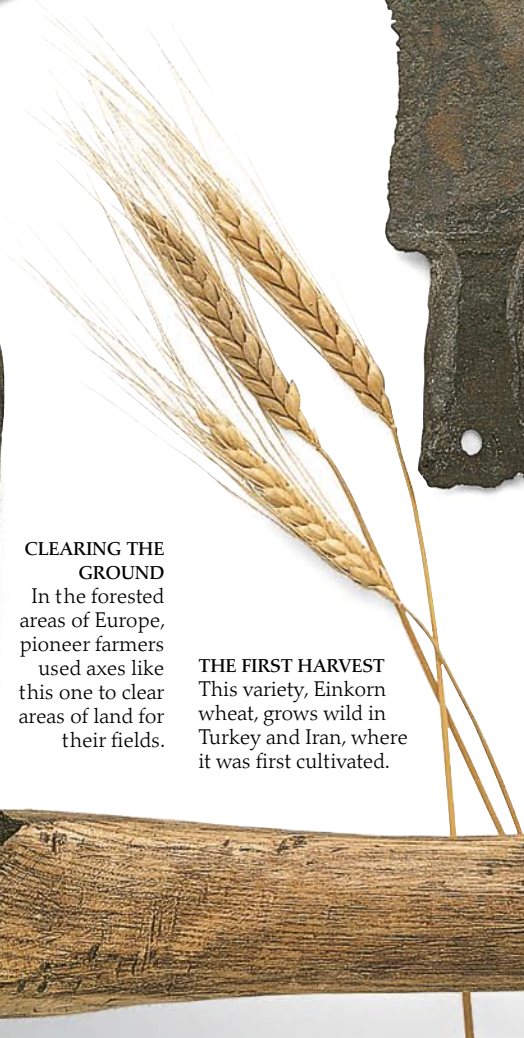 CLEARING THE
GROUND
In the forested
areas of Europe,
pioneer farmers
used axes like
this one to clear
areas of land for
their fields.
THE FIRST HARVEST
This variety, Einkorn
wheat, grows wild in
Turkey and Iran, where
it was first cultivated.